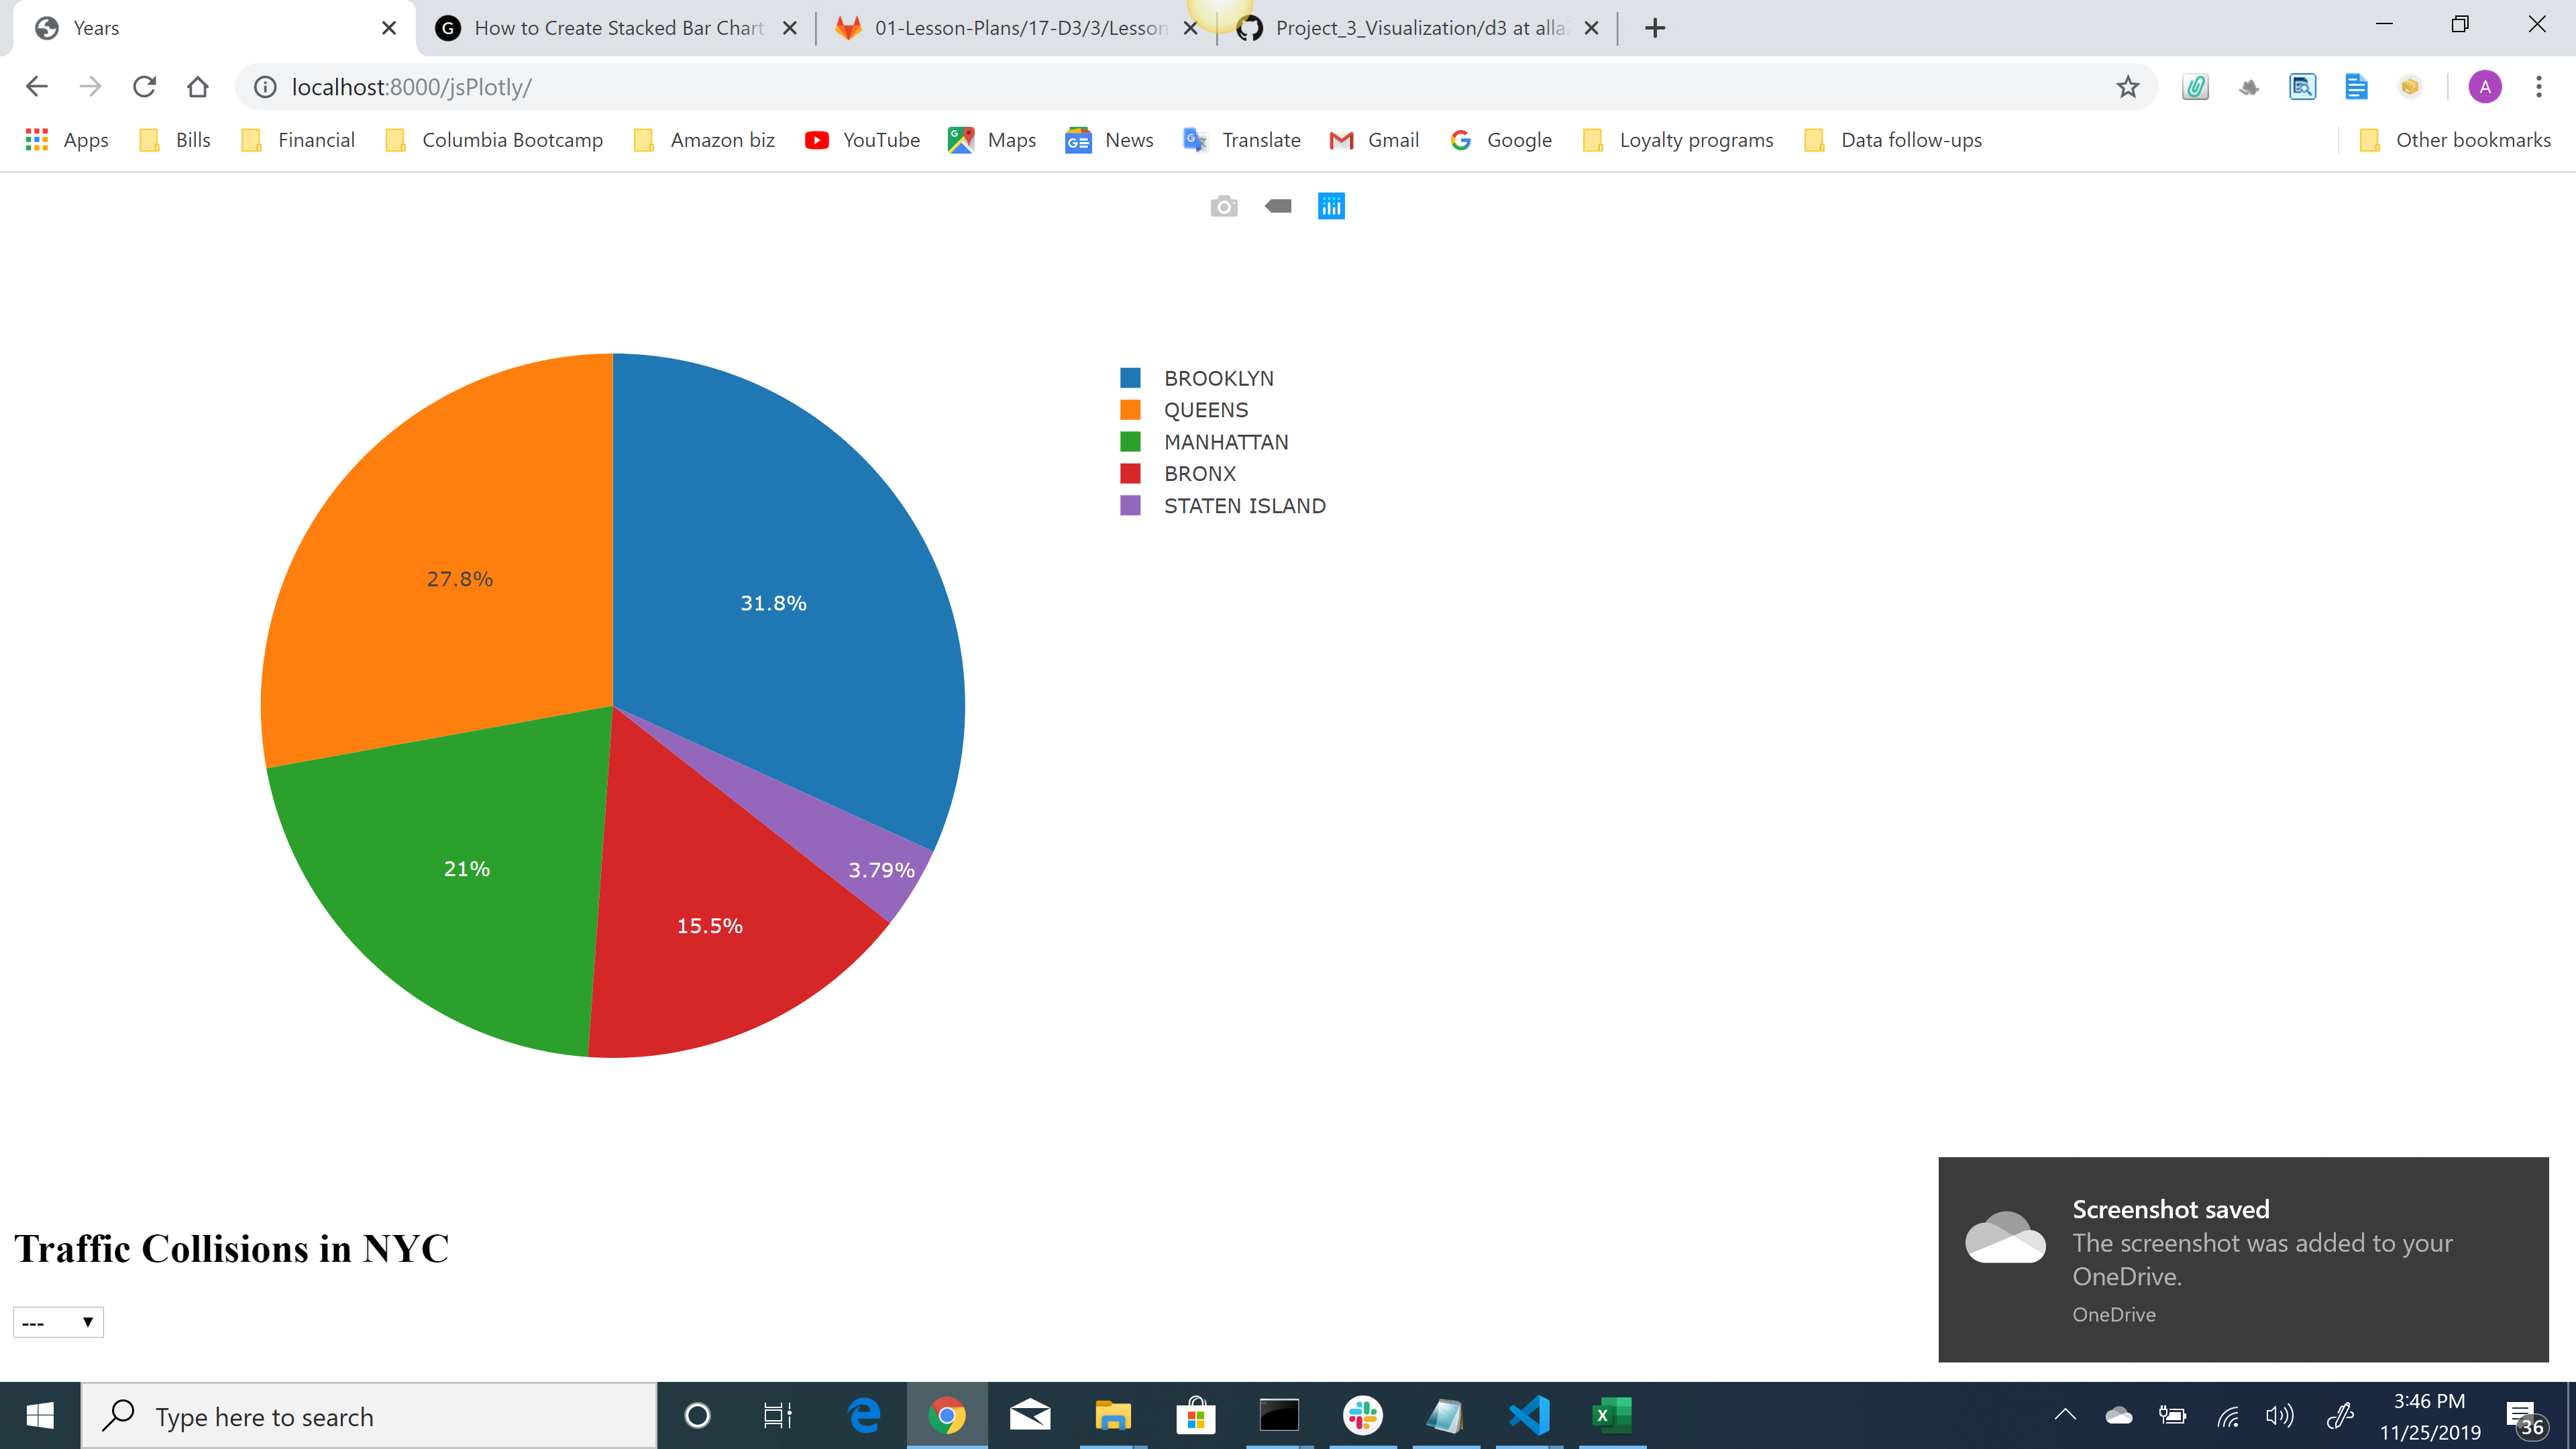 Years
How to Create Stacked Bar Chart
01-Lesson-Plans/17-D3/3/Lesson
Project_3_Visualization/d3 at alla
localhost:8000/jsPlotly/
A
Apps
Bills
Financial
Columbia Bootcamp
Amazon biz
YouTube
Maps
News
Translate
Gmail
Google
Loyalty programs
Data follow-ups
Other bookmarks
BROOKLYN
QUEENS
MANHATTAN
BRONX
STATEN ISLAND
27.8%
31.8%
21%
3.79%
15.5%
Traffic Collisions in NYC
---
Screenshot saved
The screenshot was added to your
OneDrive.
OneDrive
Type here to search
3:46 PM
11/25/2019
36